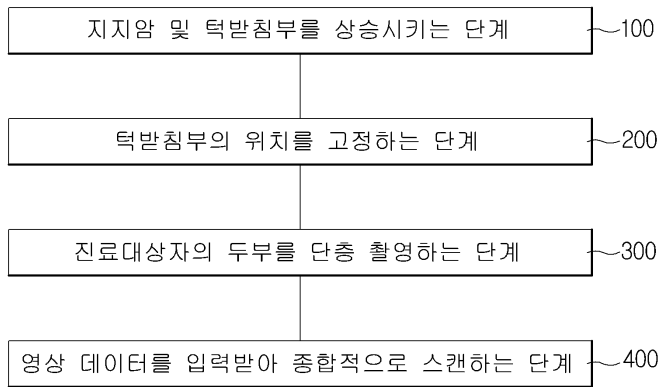 지지암 및 턱받침부를 상승시키는 단계 100
턱받침부의 위치를 고정하는 단계 200
진료대상자의 두부를 단층 촬영하는 단계 300
영상 데이터를 입력받아 종합적으로 스캔하는 단계 400